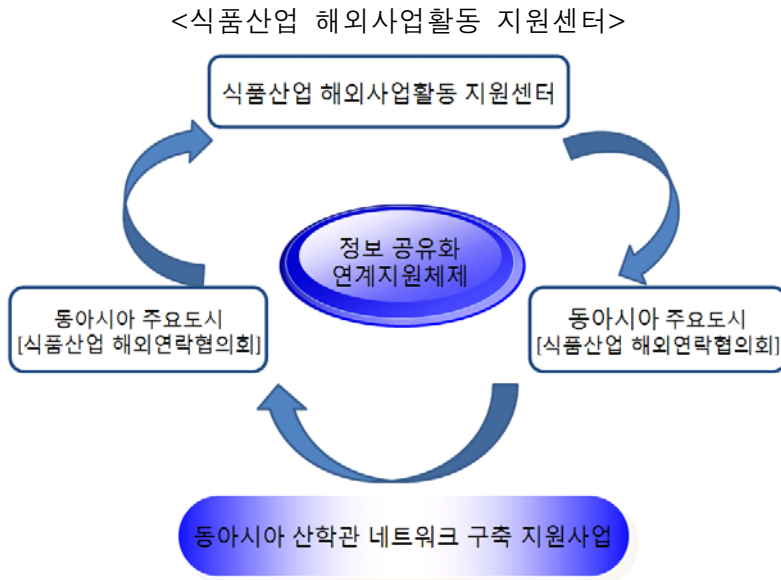 <식품산업 해외사업활동 지원센터>
식품산업 해외사업활동 지원센터
정보 공유화
연계지원체제
동아시아 주요도시
[식품산업 해외연락협의회]
동아시아 주요도시
[식품산업 해외연락협의회]
동아시아 산학관 네트워크 구축 지원사업